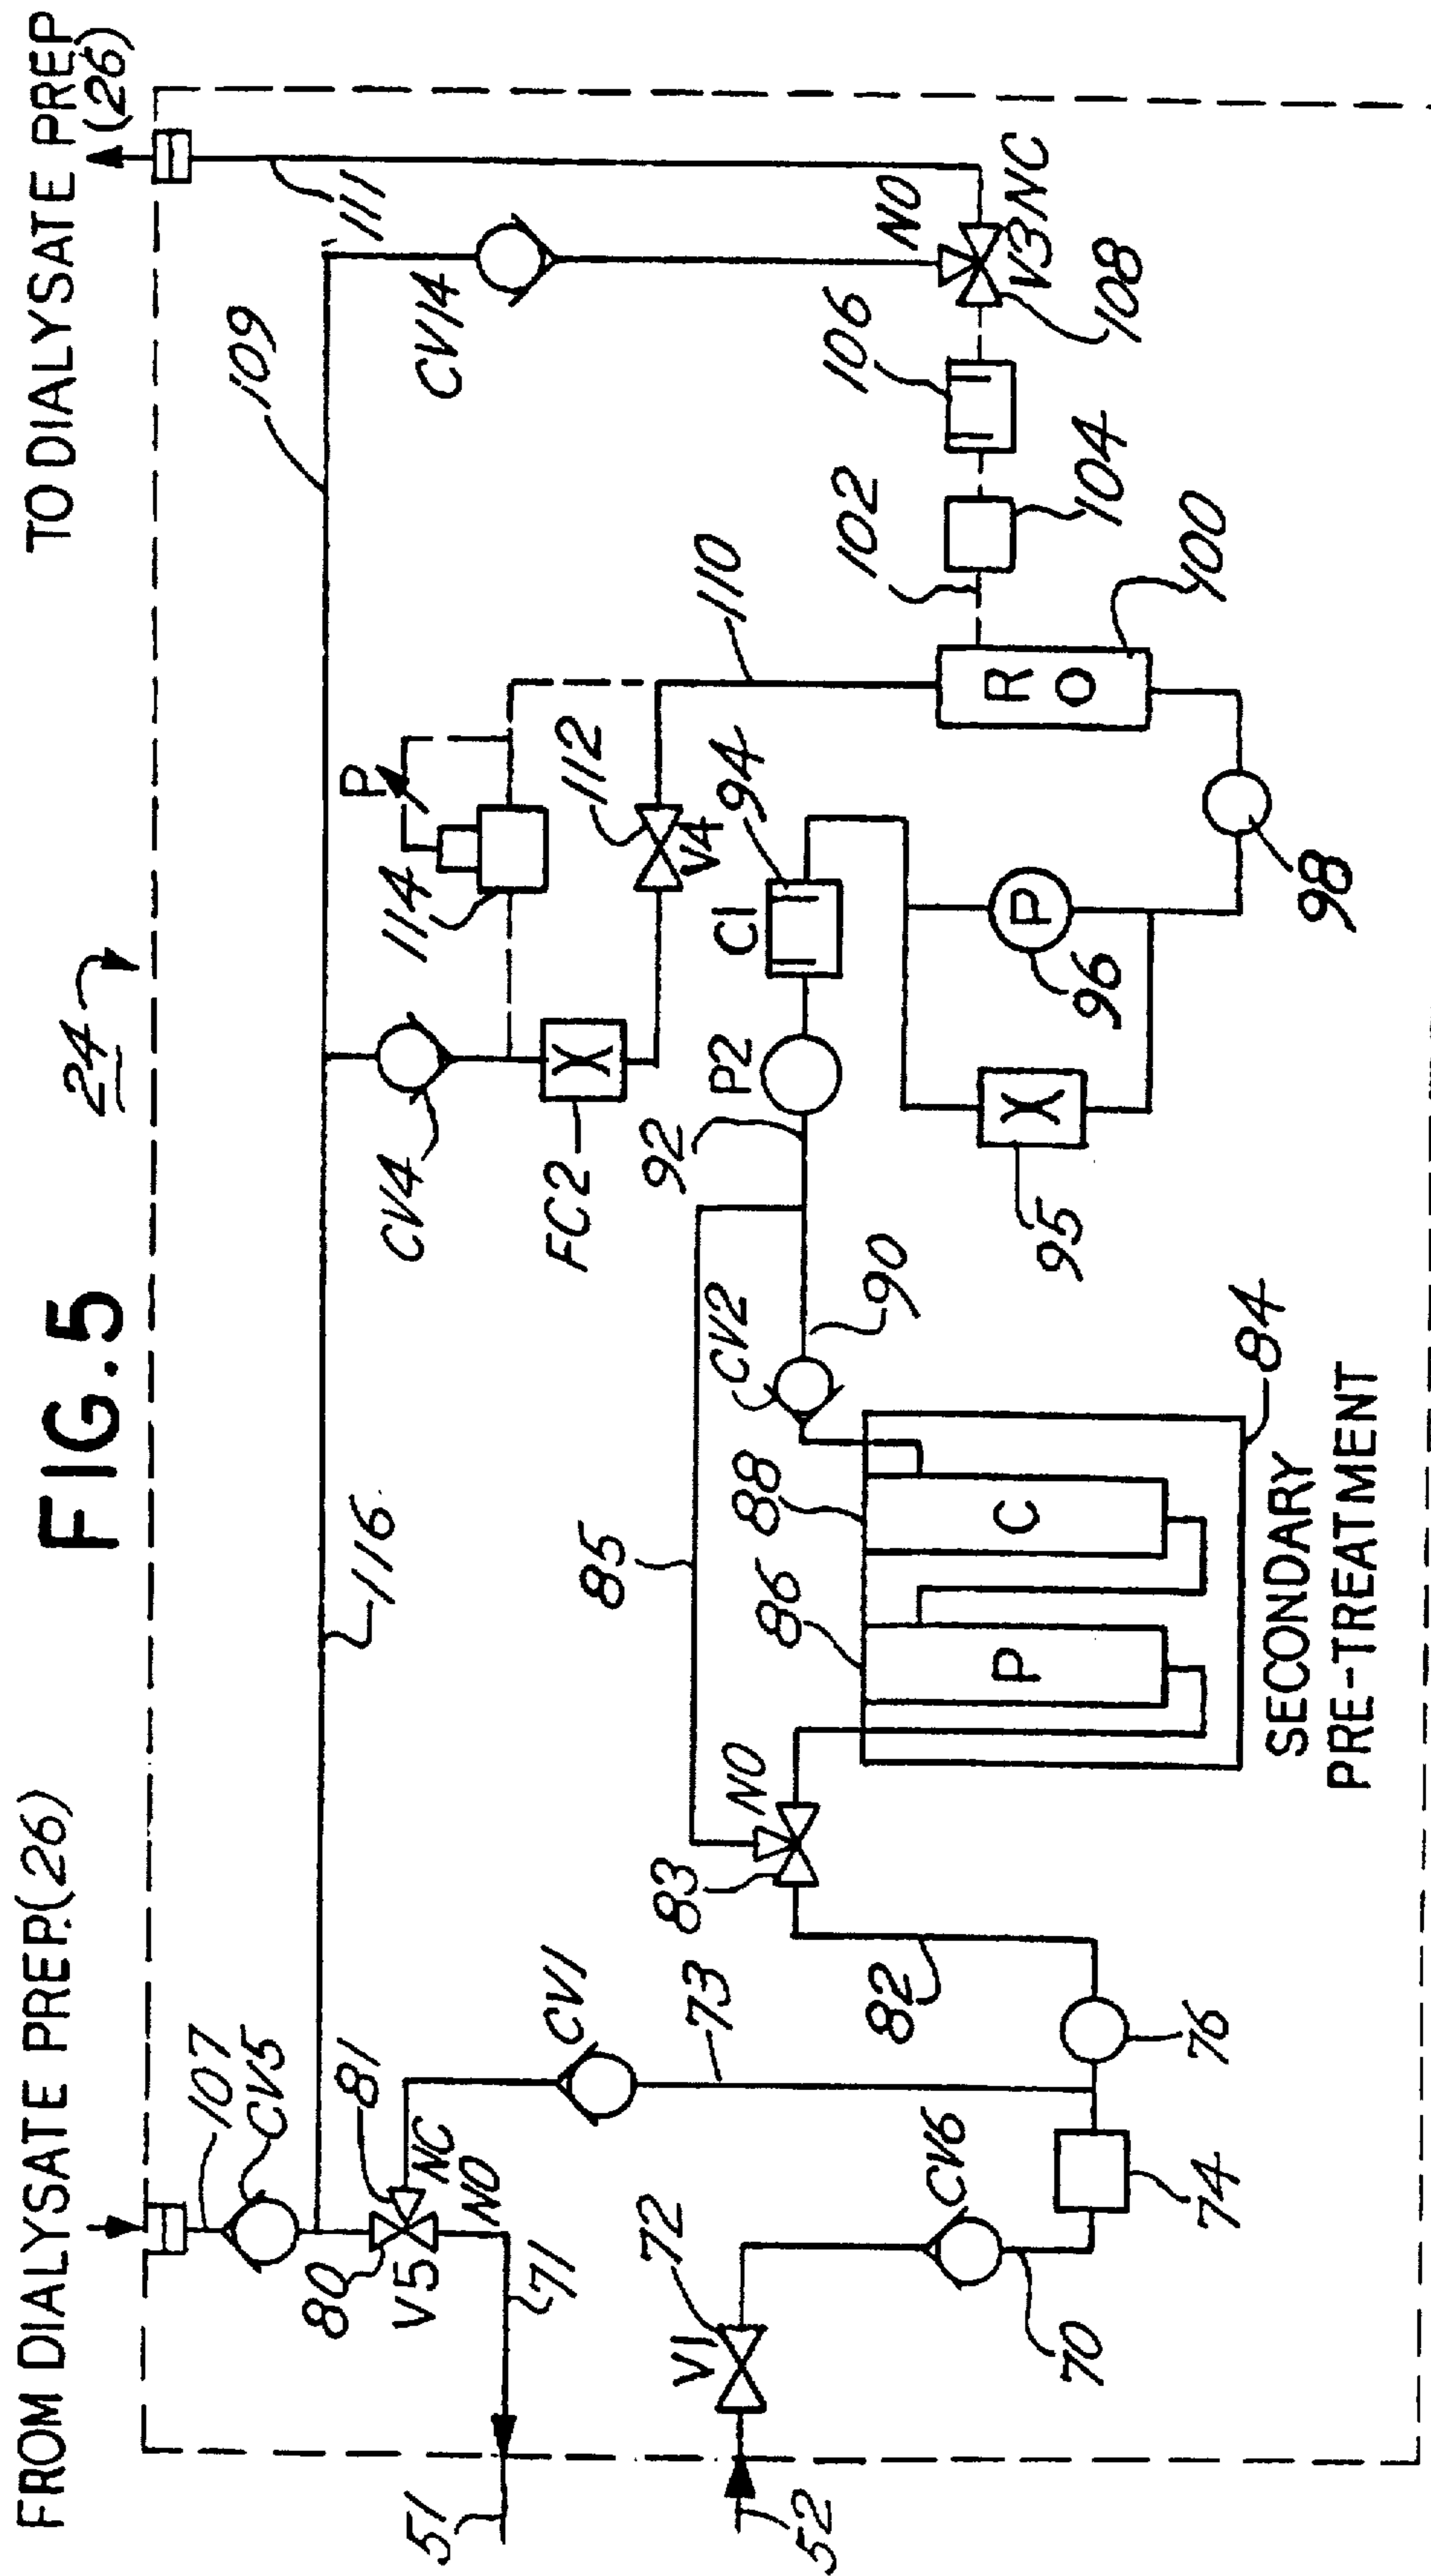 FIG.5
FROM DIALYSATE PREP.(26)
TO DIALYSATE PREP
(26)
24
107
CV5
116
109
111
80
81
V5
NC
NO
71
51
CV1
73
CV4
114
P
FC2
112
V4
110
CV14
NO
V3
NC
108
106
102
104
100
R
O
52
V1
72
CV6
70
74
76
82
83
NO
85
86
88
P
C
84
SECONDARY
PRE-TREATMENT
CV2
90
92
P2
C1
94
95
P
96
98